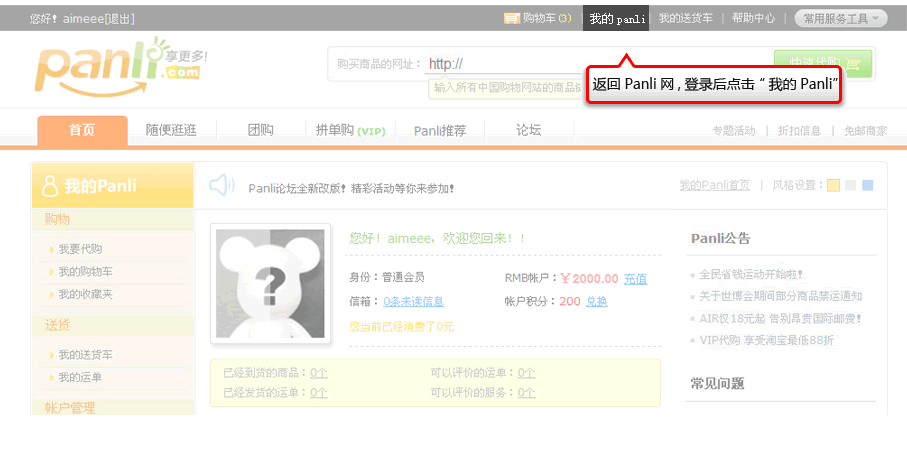 您好! aimeee[退出]
购物车 (3) | 我的 panli | 我的送货车 | 帮助中心 | 常用服务工具
panli.com 享更多!
购买商品的网址: http:// 快速代购
输入所有中国购物网站的商品
返回 Panli 网 , 登录后点击 “ 我的 Panli”
首页 随便逛逛 团购 拼单购 (VIP) Panli推荐 论坛 专题活动 | 折扣信息 | 免邮商家
我的Panli
Panli论坛全新改版! 精彩活动等你来参加!
我的Panli首页 | 风格设置:
购物
我要代购
我的购物车
我的收藏夹
送货
我的送货车
我的运单
帐户管理
您好! aimeee, 欢迎您回来! !
身份: 普通会员 RMB帐户: ¥2000.00 充值
信箱: 0条未读信息 帐户积分: 200 兑换
您当前已经消费了0元
已经到货的商品: 0个 可以评价的运单: 0个
已经发货的运单: 0个 可以评价的服务: 0个
Panli公告
全民省钱运动开始啦!
关于世博会期间部分商品禁运通知
AIR仅18元起 告别昂贵国际邮费!
VIP代购 享受淘宝最低88折
常见问题